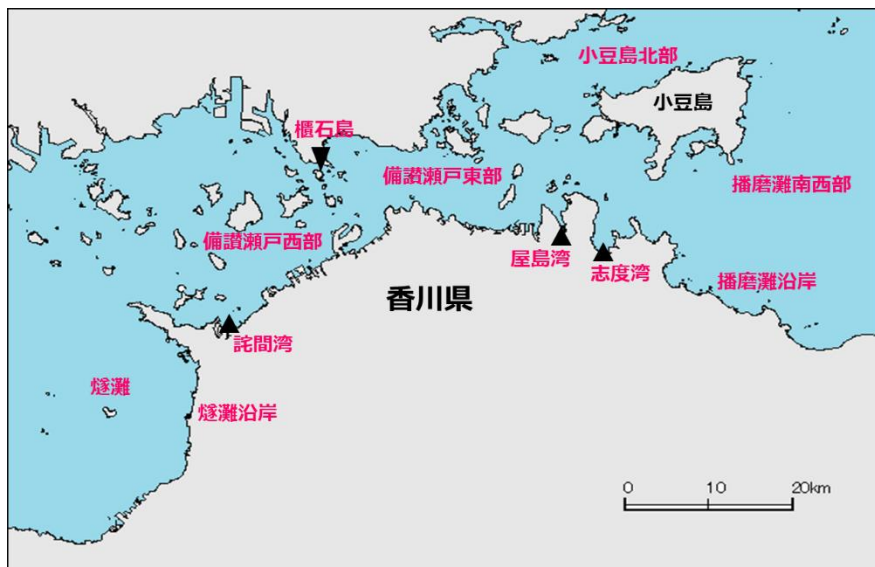 小豆島北部
小豆島
櫃石島
備讃瀬戸東部
播磨灘南西部
備讃瀬戸西部
屋島湾
志度湾
播磨灘沿岸
香川県
詫間湾
燧灘
燧灘沿岸
0 10 20km